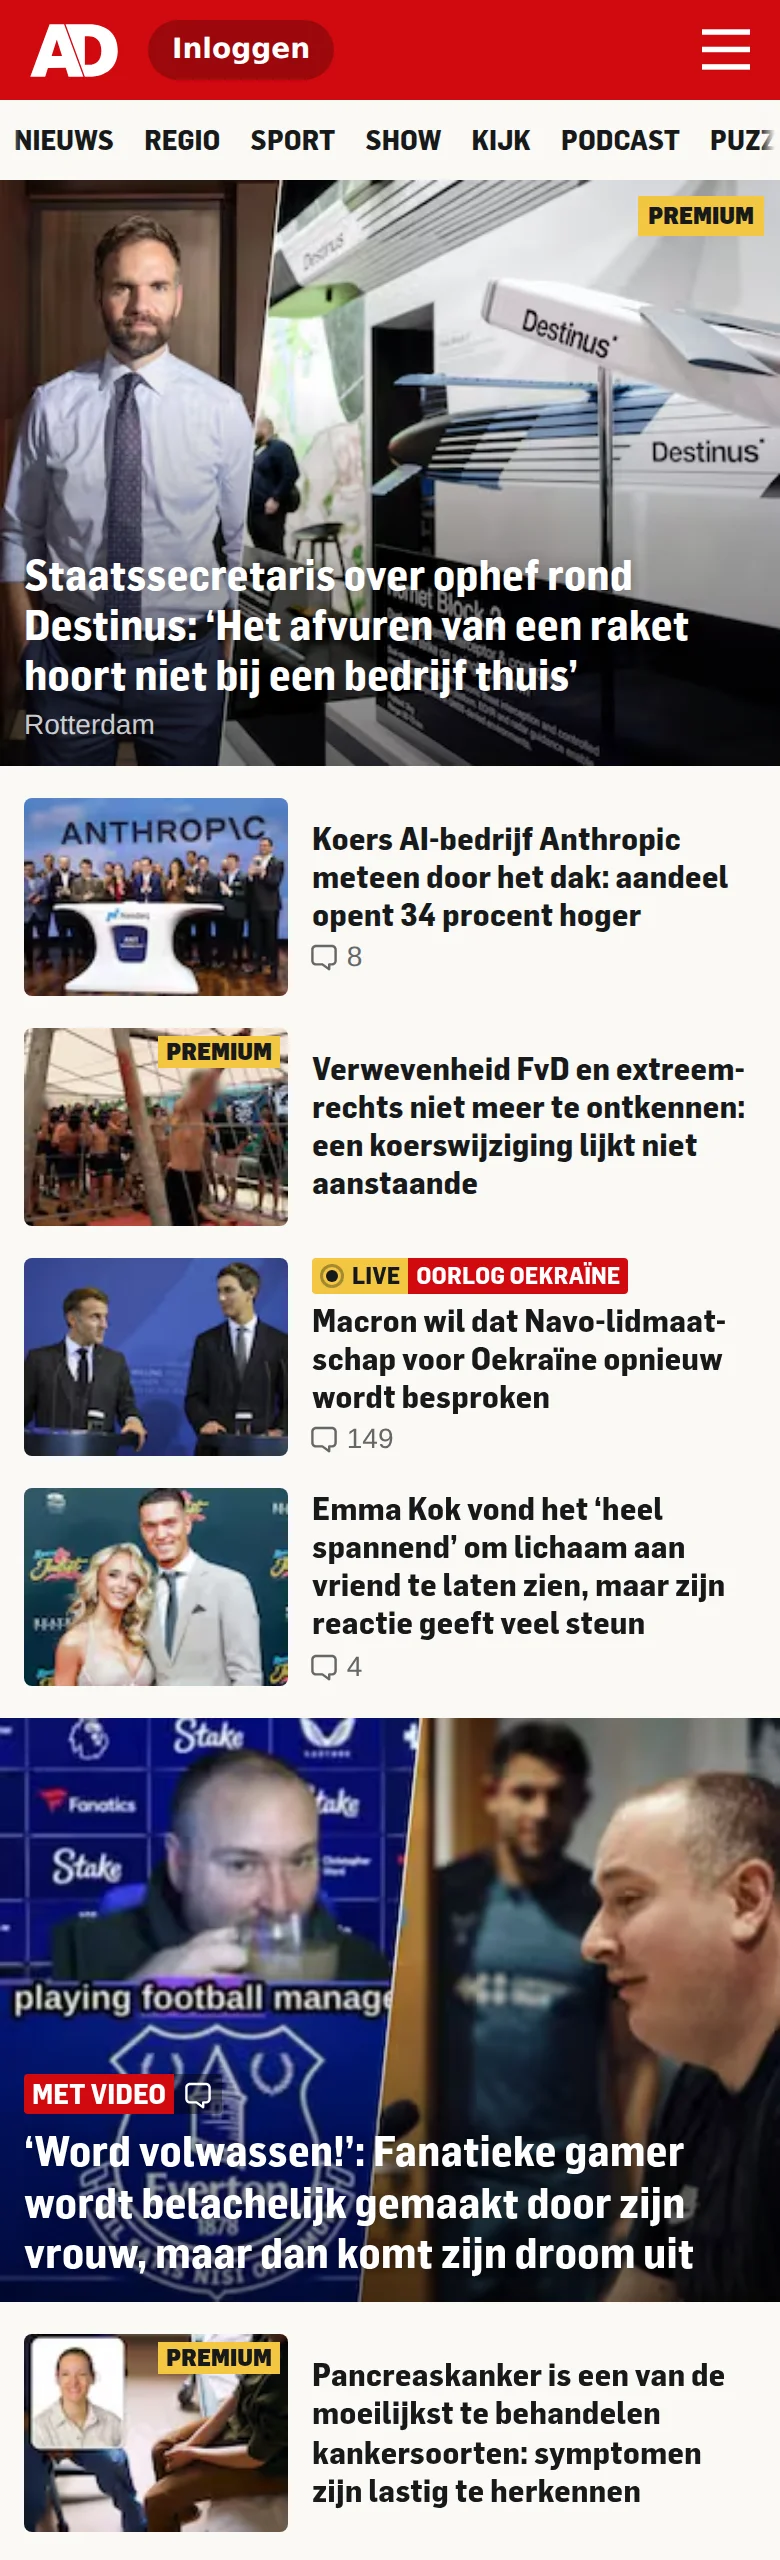 AD Inloggen
NIEUWS REGIO SPORT SHOW KIJK PODCAST PUZZ
PREMIUM
Destinus
Destinus
Destinus
Staatssecretaris over ophef rond
Destinus: ‘Het afvuren van een raket
hoort niet bij een bedrijf thuis’
Rotterdam
ANTHROP\C
Koers AI-bedrijf Anthropic
meteen door het dak: aandeel
opent 34 procent hoger
8
PREMIUM
Verwevenheid FvD en extreem-
rechts niet meer te ontkennen:
een koerswijziging lijkt niet
aanstaande
LIVE OORLOG OEKRAÏNE
Macron wil dat Navo-lidmaat-
schap voor Oekraïne opnieuw
wordt besproken
149
Emma Kok vond het ‘heel
spannend’ om lichaam aan
vriend te laten zien, maar zijn
reactie geeft veel steun
4
Stake
Fanatics
take
Stake
playing football manage
MET VIDEO
‘Word volwassen!’: Fanatieke gamer
wordt belachelijk gemaakt door zijn
vrouw, maar dan komt zijn droom uit
1878
PREMIUM
Pancreaskanker is een van de
moeilijkst te behandelen
kankersoorten: symptomen
zijn lastig te herkennen